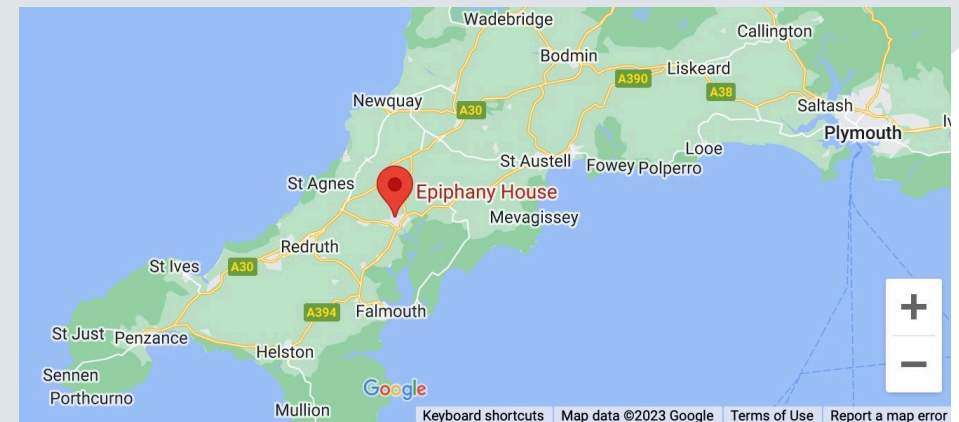 Wadebridge
Callington
Bodmin
Liskeard
A390
A38
Newquay
A30
Saltash
Plymouth
Looe
St Austell
Fowey
Polperro
St Agnes
Epiphany House
Mevagissey
Redruth
St Ives
A30
A394
Falmouth
St Just
Penzance
Helston
Sennen
Porthcurno
Google
Mullion
Keyboard shortcuts
Map data ©2023 Google
Terms of Use
Report a map error